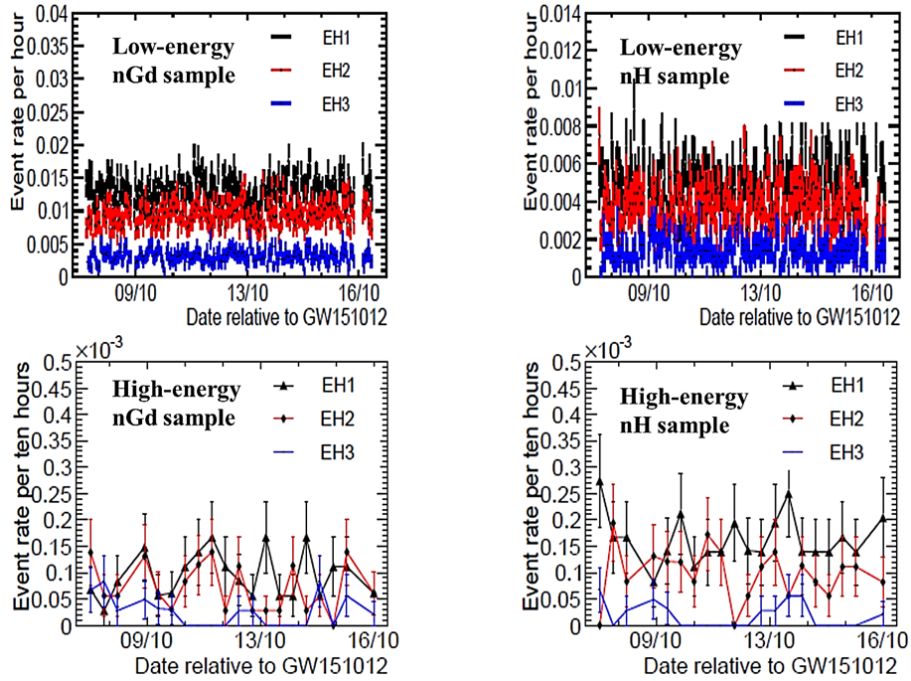 0.04
0.035
0.03
0.025
0.02
0.015
0.01
0.005
0
Event rate per hour
Low-energy
nGd sample
EH1
EH2
EH3
09/10
13/10
16/10
Date relative to GW151012
0.014
0.012
0.01
0.008
0.006
0.004
0.002
0
Event rate per hour
Low-energy
nH sample
EH1
EH2
EH3
09/10
13/10
16/10
Date relative to GW151012
×10⁻³
0.5
0.45
0.4
0.35
0.3
0.25
0.2
0.15
0.1
0.05
0
Event rate per ten hours
High-energy
nGd sample
EH1
EH2
EH3
09/10
13/10
16/10
Date relative to GW151012
×10⁻³
0.5
0.45
0.4
0.35
0.3
0.25
0.2
0.15
0.1
0.05
0
Event rate per ten hours
High-energy
nH sample
EH1
EH2
EH3
09/10
13/10
16/10
Date relative to GW151012